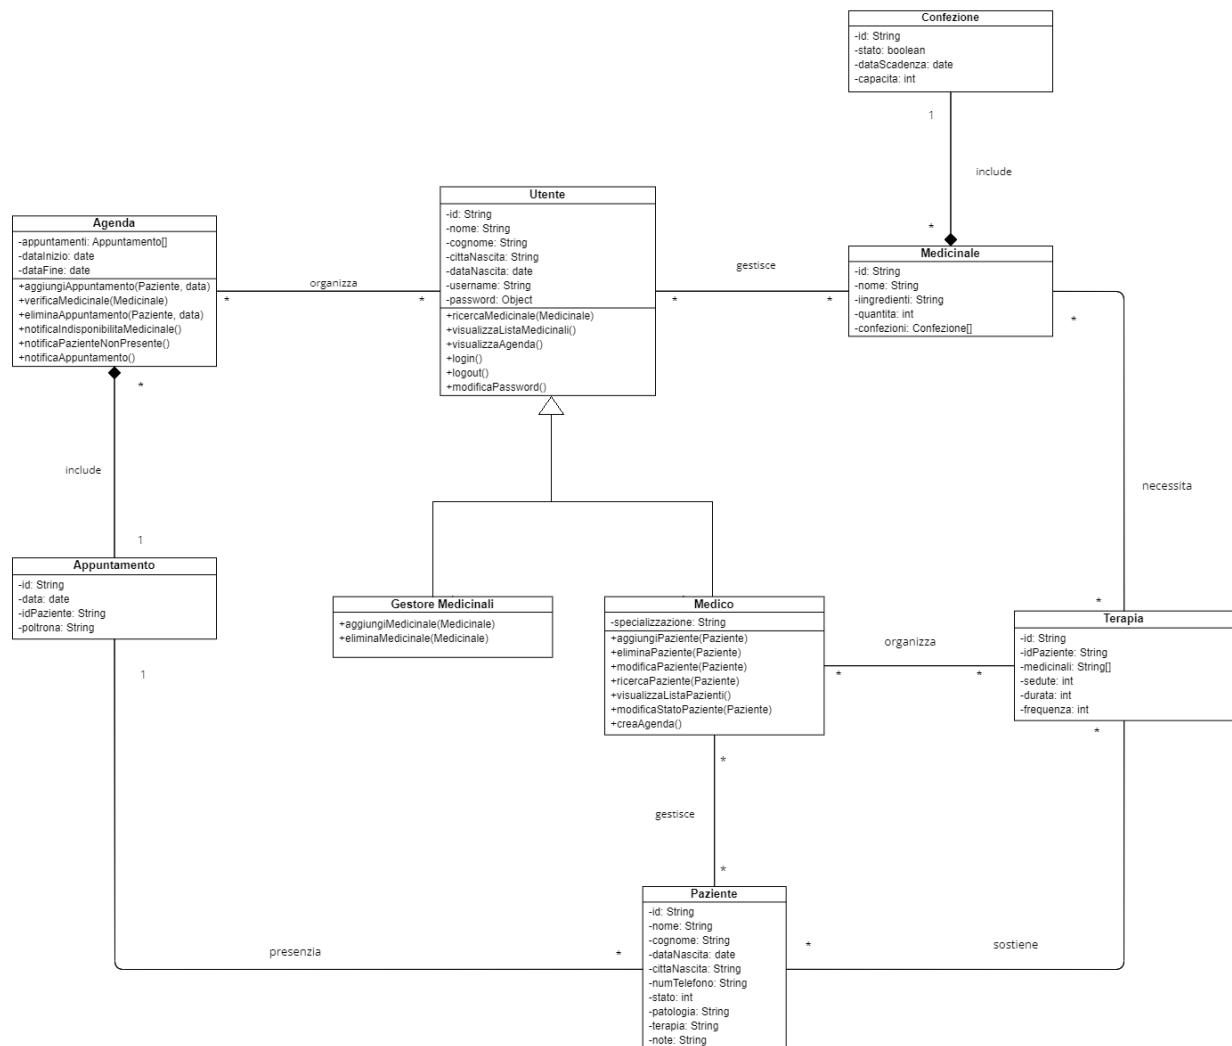 Confezione
-id: String
-stato: boolean
-dataScadenza: date
-capacita: int
1
include
*
Utente
-id: String
-nome: String
-cognome: String
-cittaNascita: String
-dataNascita: date
-username: String
-password: Object
+ricercaMedicinale(Medicinale)
+visualizzaListaMedicinali()
+visualizzaAgenda()
+login()
+logout()
+modificaPassword()
Agenda
-appuntamenti: Appuntamento[]
-dataInizio: date
-dataFine: date
+aggiungiAppuntamento(Paziente, data)
+verificaMedicinale(Medicinale)
+eliminaAppuntamento(Paziente, data)
+notificaIndisponibilitaMedicinale()
+notificaPazienteNonPresente()
+notificaAppuntamento()
organizza
*
*
gestisce
*
*
Medicinale
-id: String
-nome: String
-iingredienti: String
-quantita: int
-confezioni: Confezione[]
*
*
include
1
necessita
*
Appuntamento
-id: String
-data: date
-idPaziente: String
-poltrona: String
1
Gestore Medicinali
+aggiungiMedicinale(Medicinale)
+eliminaMedicinale(Medicinale)
Medico
-specializzazione: String
+aggiungiPaziente(Paziente)
+eliminaPaziente(Paziente)
+modificaPaziente(Paziente)
+ricercaPaziente(Paziente)
+visualizzaListaPazienti()
+modificaStatoPaziente(Paziente)
+creaAgenda()
organizza
*
*
Terapia
-id: String
-idPaziente: String
-medicinali: String[]
-sedute: int
-durata: int
-frequenza: int
*
*
gestisce
*
Paziente
-id: String
-nome: String
-cognome: String
-dataNascita: date
-cittaNascita: String
-numTelefono: String
-stato: int
-patologia: String
-terapia: String
-note: String
presenzia
*
*
sostiene